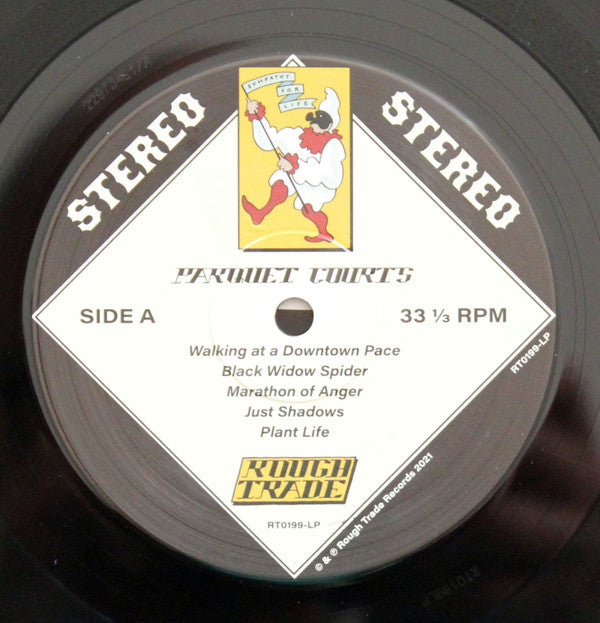 STEREO
STEREO
SYMPATHY
FOR
LIFE
PARQUET COURTS
SIDE A
33 ⅓ RPM
Walking at a Downtown Pace
Black Widow Spider
Marathon of Anger
Just Shadows
Plant Life
ROUGH
TRADE
RT0199-LP
RT0199-LP
© & ℗ Rough Trade Records 2021